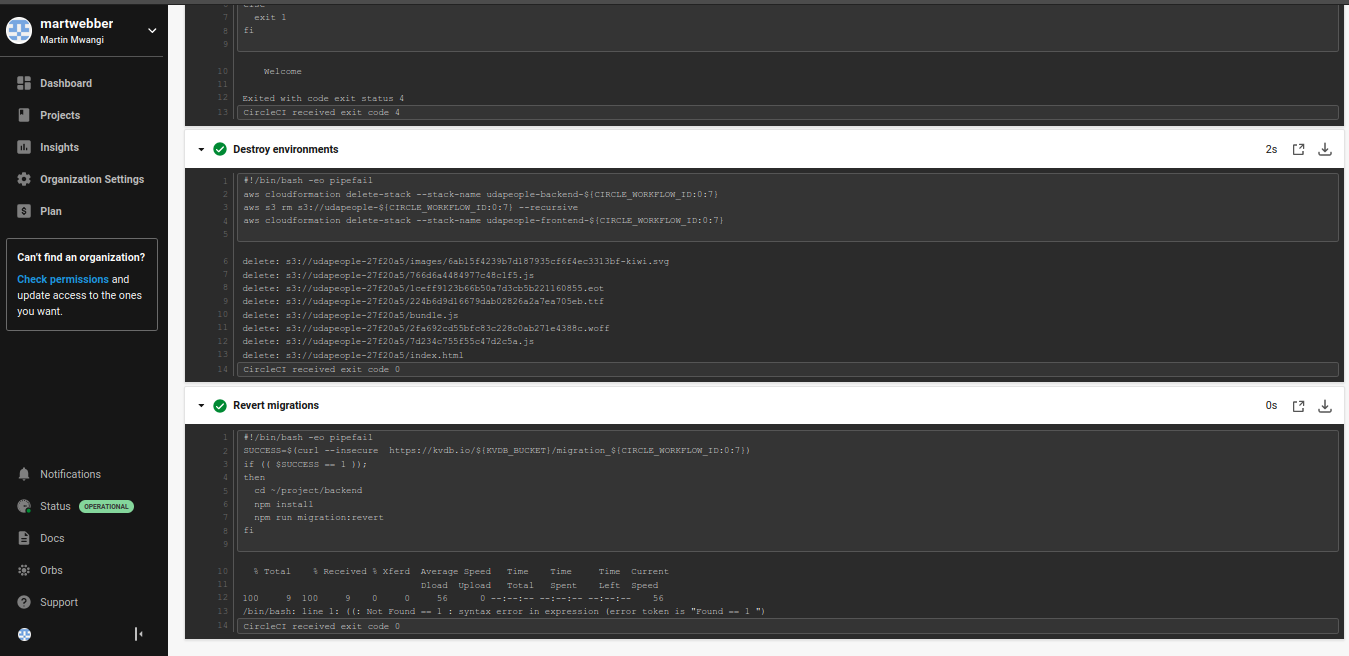 martwebber
Martin Mwangi
Dashboard
Projects
Insights
Organization Settings
Plan
Can't find an organization?
Check permissions and
update access to the ones
you want.
Notifications
Status OPERATIONAL
Docs
Orbs
Support
6 else
7 exit 1
8 fi
9
10 Welcome
11
12 Exited with code exit status 4
13 CircleCI received exit code 4
Destroy environments 2s
1 #!/bin/bash -eo pipefail
2 aws cloudformation delete-stack --stack-name udapeople-backend-${CIRCLE_WORKFLOW_ID:0:7}
3 aws s3 rm s3://udapeople-${CIRCLE_WORKFLOW_ID:0:7} --recursive
4 aws cloudformation delete-stack --stack-name udapeople-frontend-${CIRCLE_WORKFLOW_ID:0:7}
5
6 delete: s3://udapeople-27f20a5/images/6ab15f4239b7d187935cf6f4ec3313bf-kiwi.svg
7 delete: s3://udapeople-27f20a5/766d6a4484977c48c1f5.js
8 delete: s3://udapeople-27f20a5/1ceff9123b66b50a7d3cb5b221160855.eot
9 delete: s3://udapeople-27f20a5/224b6d9d16679dab02826a2a7ea705eb.ttf
10 delete: s3://udapeople-27f20a5/bundle.js
11 delete: s3://udapeople-27f20a5/2fa692cd55bfc83c228c0ab271e4388c.woff
12 delete: s3://udapeople-27f20a5/7d234c755f55c47d2c5a.js
13 delete: s3://udapeople-27f20a5/index.html
14 CircleCI received exit code 0
Revert migrations 0s
1 #!/bin/bash -eo pipefail
2 SUCCESS=$(curl --insecure  https://kvdb.io/${KVDB_BUCKET}/migration_${CIRCLE_WORKFLOW_ID:0:7})
3 if (( $SUCCESS == 1 ));
4 then
5 cd ~/project/backend
6 npm install
7 npm run migration:revert
8 fi
9
10 % Total % Received % Xferd Average Speed Time Time Time Current
11 Dload Upload Total Spent Left Speed
12 100 9 100 9 0 0 56 0 --:--:-- --:--:-- --:--:-- 56
13 /bin/bash: line 1: ((: Not Found == 1 : syntax error in expression (error token is "Found == 1 ")
14 CircleCI received exit code 0